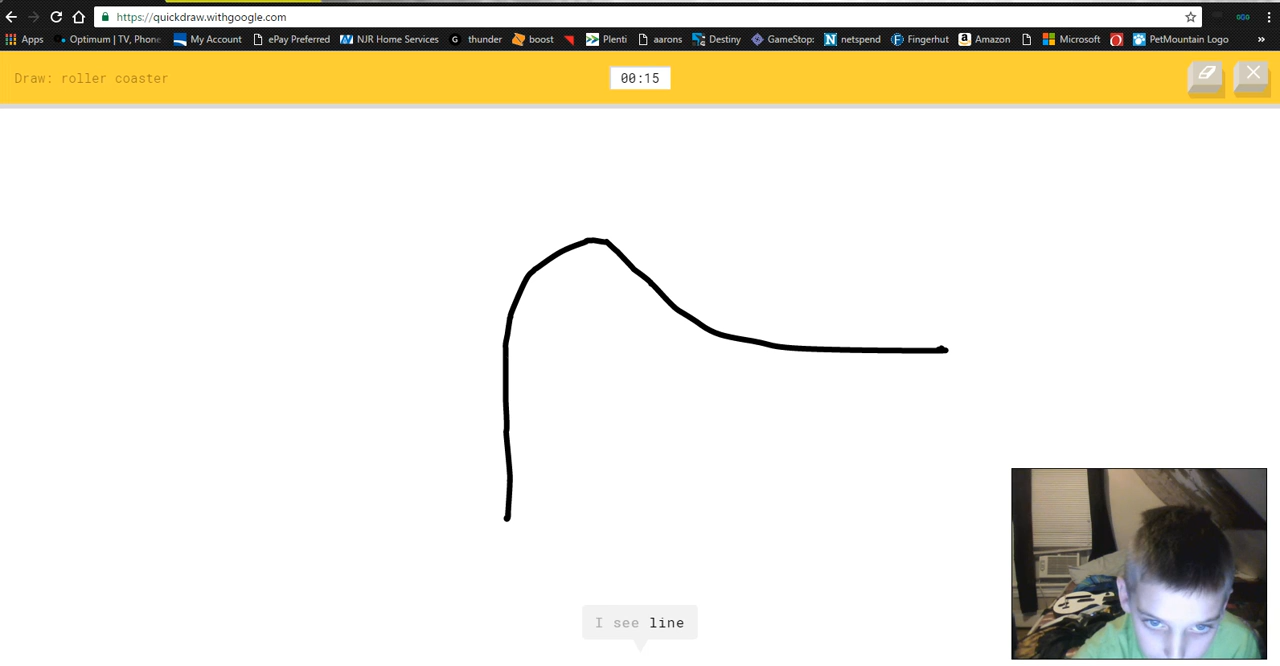 https://quickdraw.withgoogle.com
Apps Optimum | TV, Phone My Account ePay Preferred NJR Home Services thunder boost Plenti aarons Destiny GameStop: netspend Fingerhut Amazon Microsoft PetMountain Logo »
Draw: roller coaster 00:15
I see line